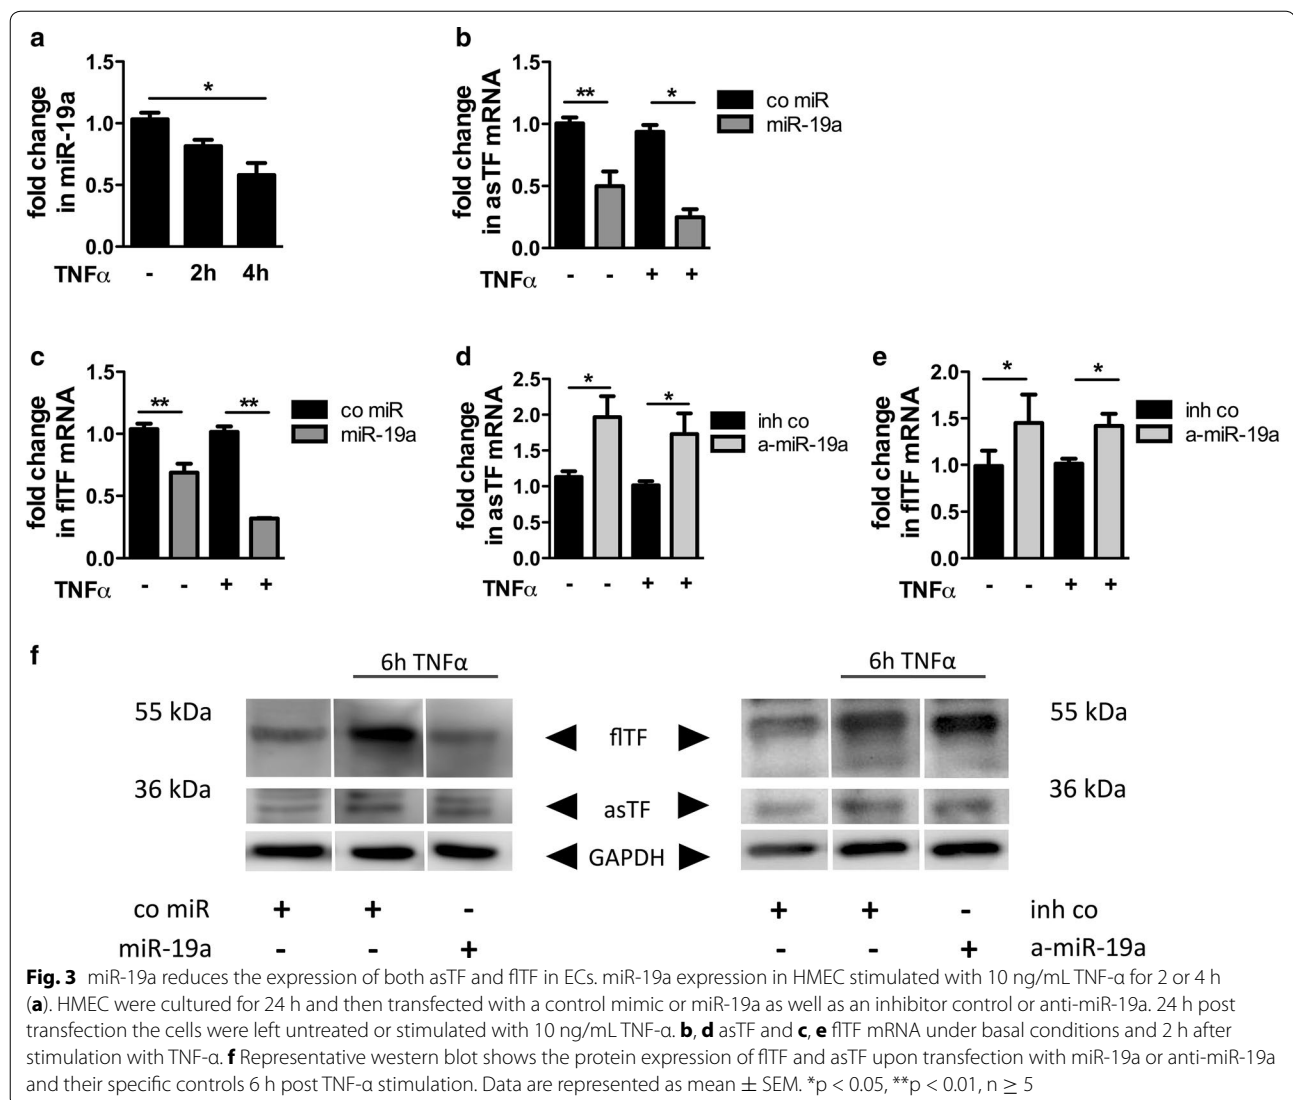 a
1.5
1.0
0.5
0.0
fold change
in miR-19a
*
TNFα - 2h 4h
b
1.5
1.0
0.5
0.0
fold change
in asTF mRNA
** *
co miR
miR-19a
TNFα - - + +
c
1.5
1.0
0.5
0.0
fold change
in flTF mRNA
** **
co miR
miR-19a
TNFα - - + +
d
2.5
2.0
1.5
1.0
0.5
0.0
fold change
in asTF mRNA
* *
inh co
a-miR-19a
TNFα - - + +
e
2.0
1.5
1.0
0.5
0.0
fold change
in flTF mRNA
* *
inh co
a-miR-19a
TNFα - - + +
f
6h TNFα 6h TNFα
55 kDa flTF 55 kDa
36 kDa asTF 36 kDa
GAPDH
co miR + + - + + - inh co
miR-19a - - + - - + a-miR-19a
Fig. 3 miR-19a reduces the expression of both asTF and flTF in ECs. miR-19a expression in HMEC stimulated with 10 ng/mL TNF-α for 2 or 4 h
(a). HMEC were cultured for 24 h and then transfected with a control mimic or miR-19a as well as an inhibitor control or anti-miR-19a. 24 h post
transfection the cells were left untreated or stimulated with 10 ng/mL TNF-α. b, d asTF and c, e flTF mRNA under basal conditions and 2 h after
stimulation with TNF-α. f Representative western blot shows the protein expression of flTF and asTF upon transfection with miR-19a or anti-miR-19a
and their specific controls 6 h post TNF-α stimulation. Data are represented as mean ± SEM. *p < 0.05, **p < 0.01, n ≥ 5